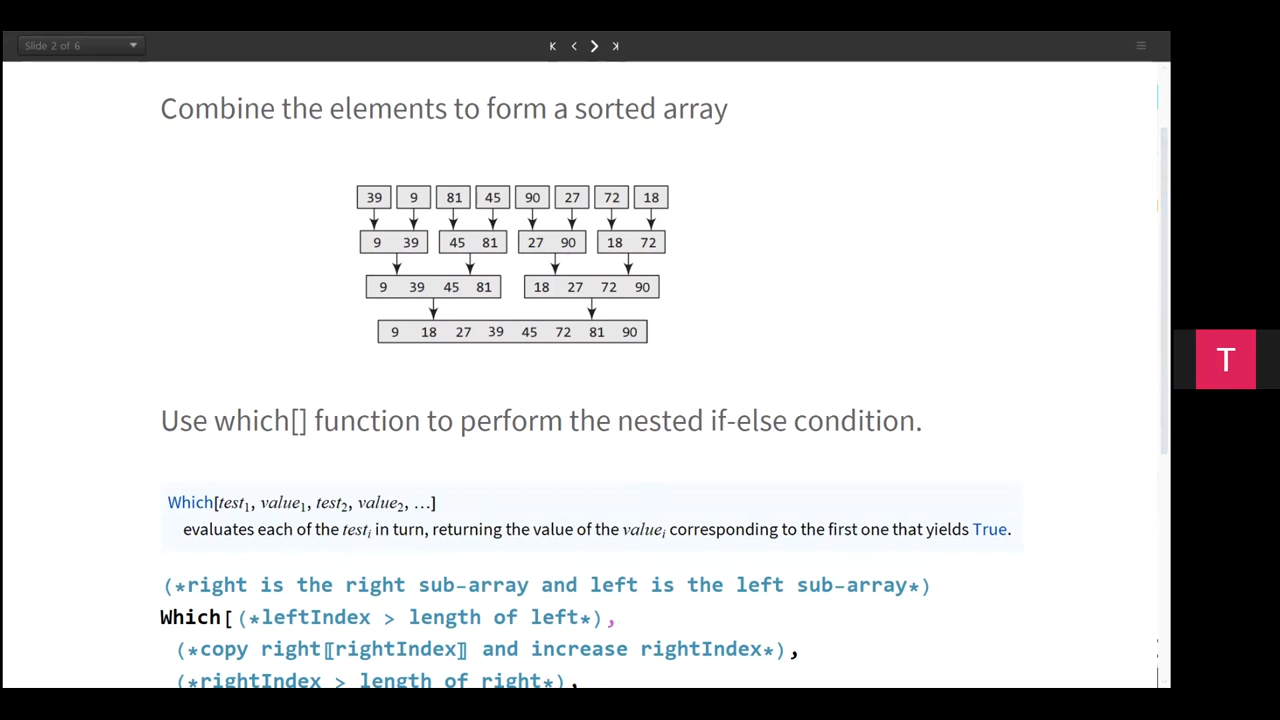 Slide 2 of 6
Combine the elements to form a sorted array
39 9 81 45 90 27 72 18
9 39 45 81 27 90 18 72
9 39 45 81 18 27 72 90
9 18 27 39 45 72 81 90
T
Use which[] function to perform the nested if-else condition.
Which[test1, value1, test2, value2, …]
evaluates each of the testi in turn, returning the value of the valuei corresponding to the first one that yields True.
(*right is the right sub-array and left is the left sub-array*)
Which[(*leftIndex > length of left*),
(*copy right⟦rightIndex⟧ and increase rightIndex*),
(*rightIndex > length of right*),